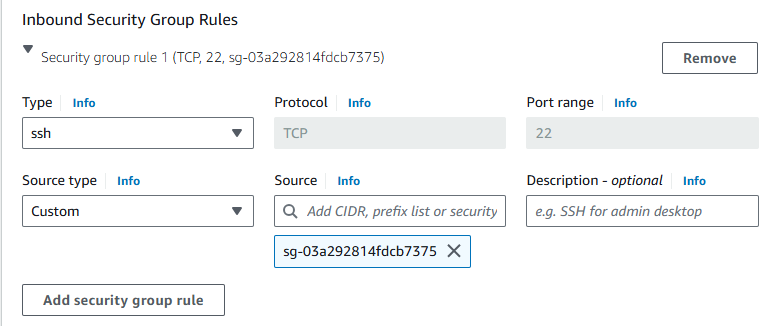 Inbound Security Group Rules
Security group rule 1 (TCP, 22, sg-03a292814fdcb7375)
Remove
Type Info Protocol Info Port range Info
ssh TCP 22
Source type Info Source Info Description - optional Info
Custom Add CIDR, prefix list or security e.g. SSH for admin desktop
sg-03a292814fdcb7375
Add security group rule